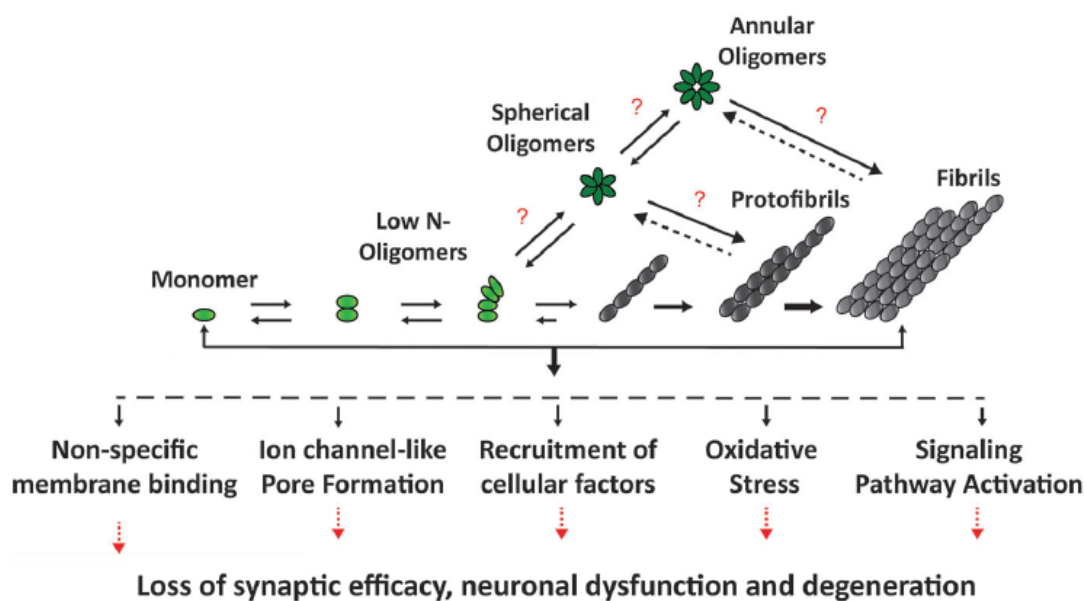 Annular
Oligomers
?
?
Spherical
Oligomers
?
?
Protofibrils
Fibrils
Low N-
Oligomers
Monomer
Non-specific
membrane binding
Ion channel-like
Pore Formation
Recruitment of
cellular factors
Oxidative
Stress
Signaling
Pathway Activation
Loss of synaptic efficacy, neuronal dysfunction and degeneration